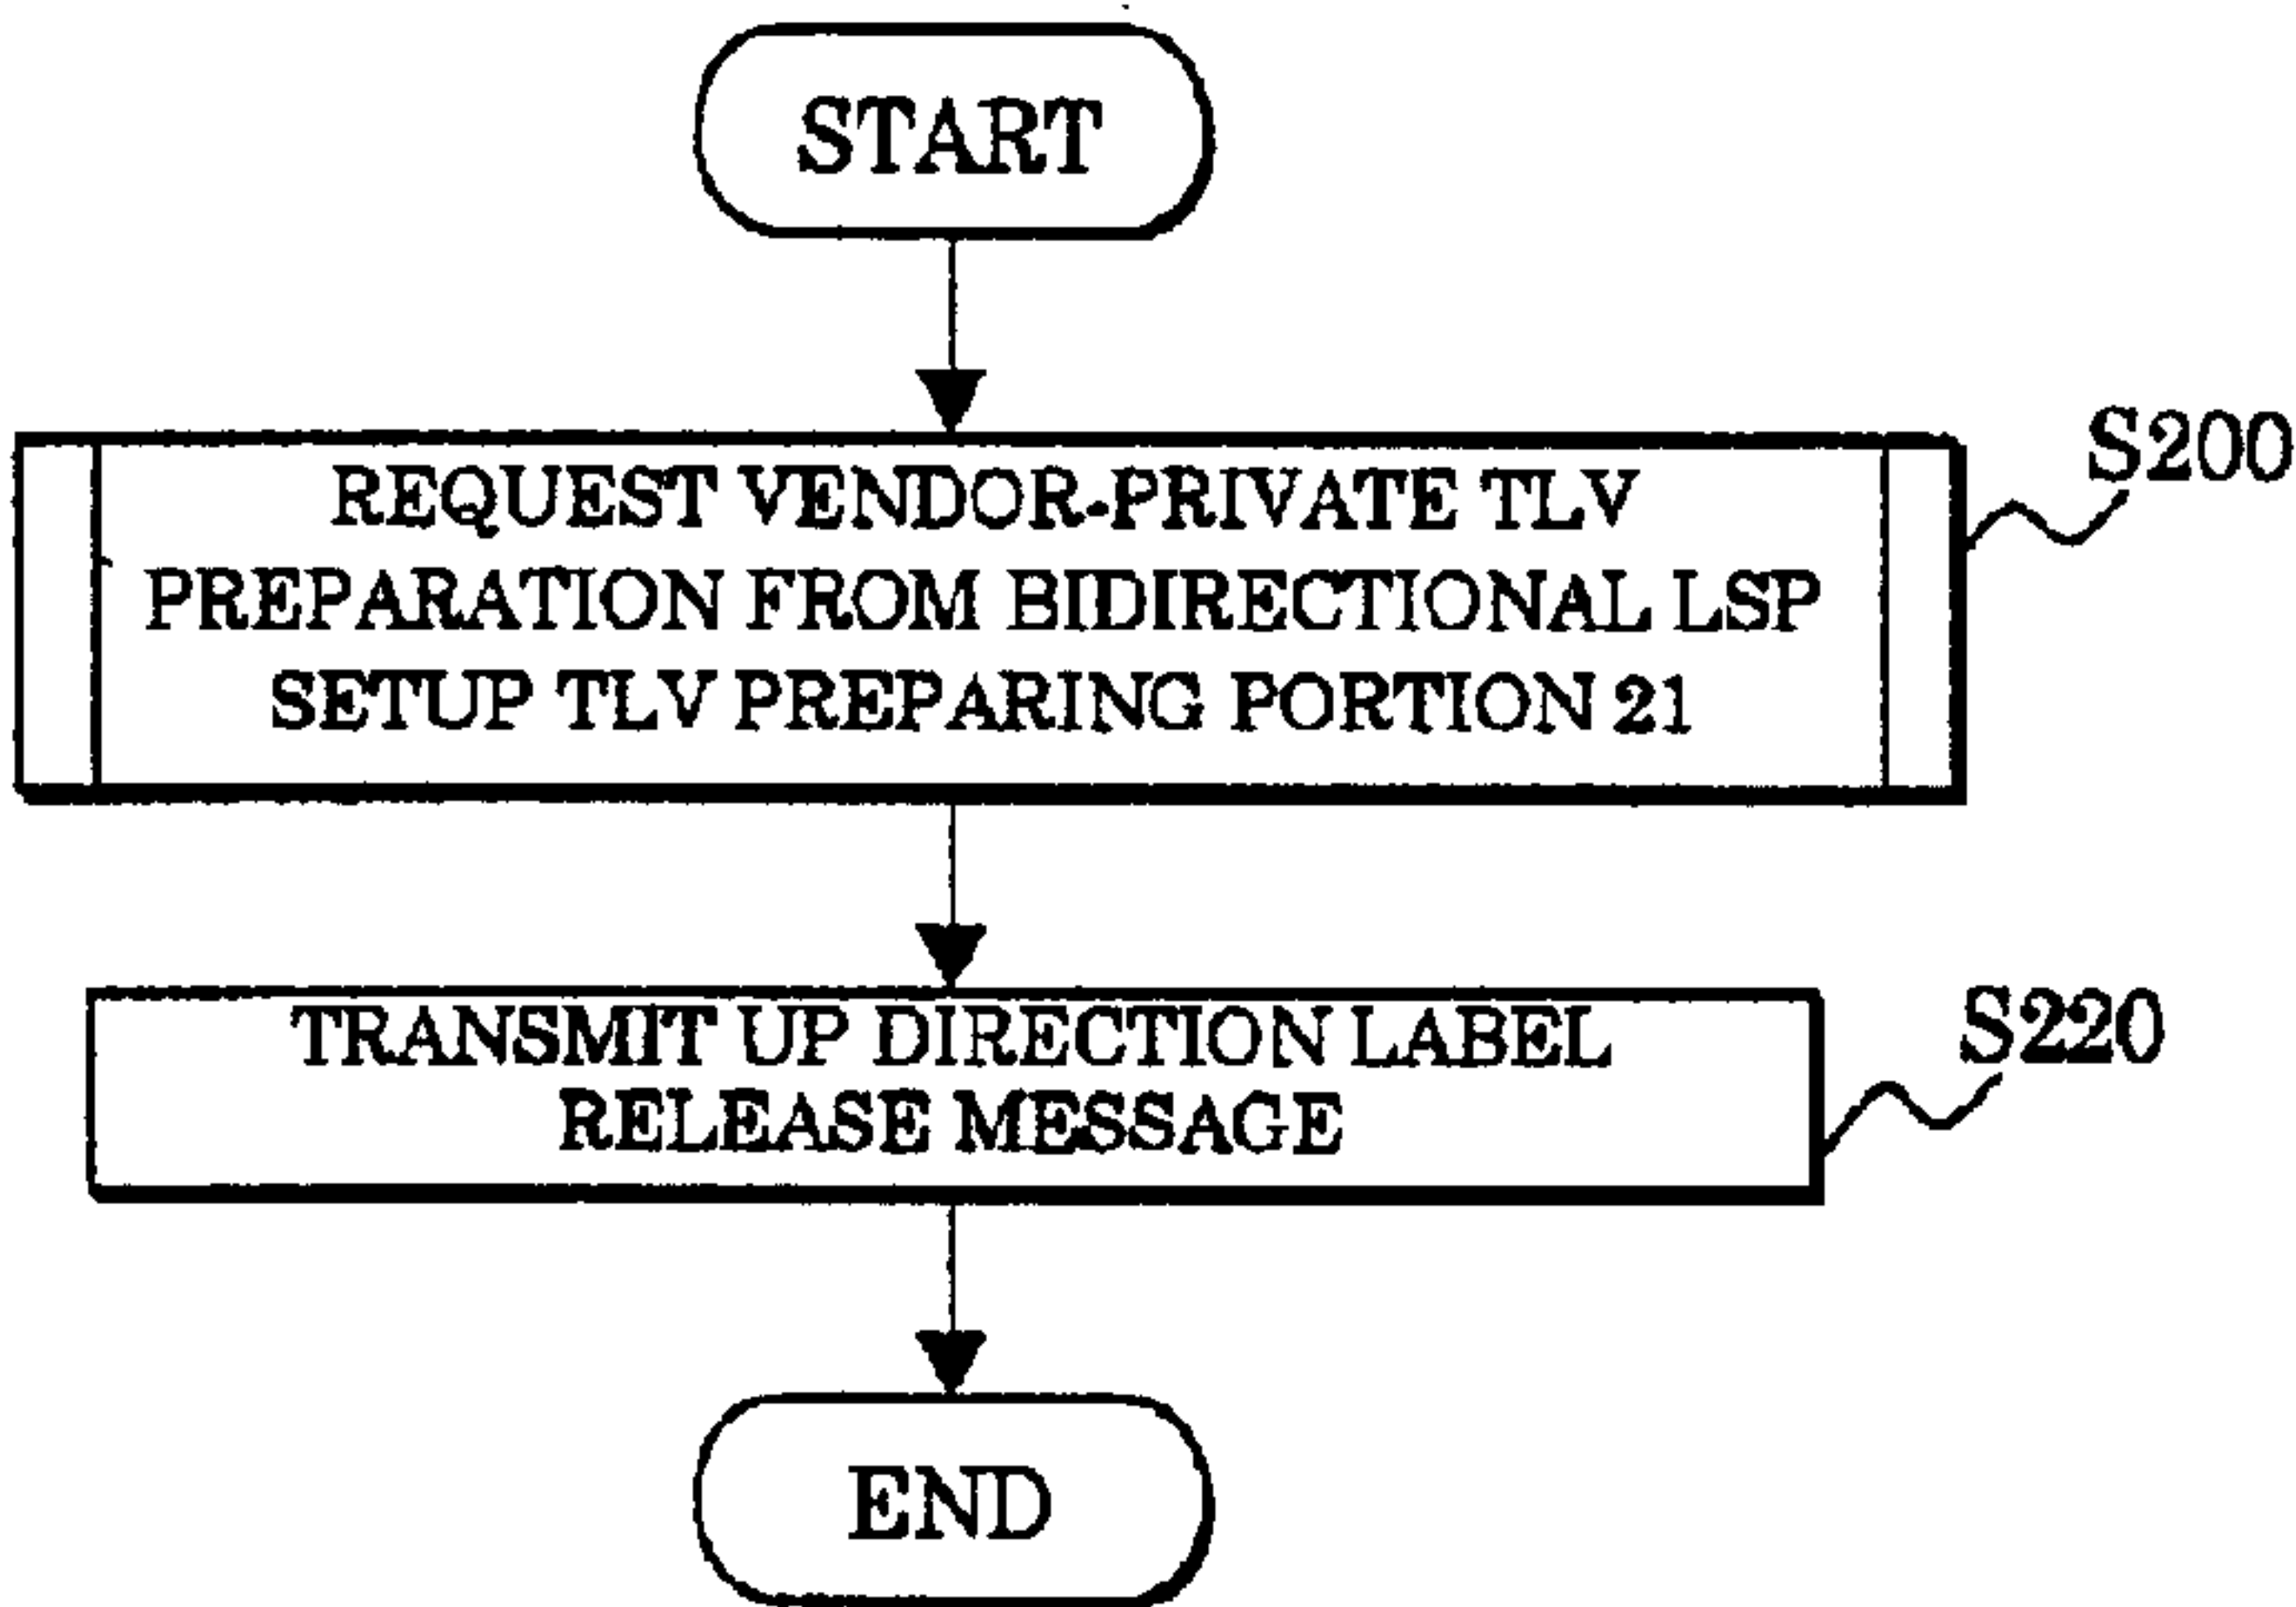 START
S200
REQUEST VENDOR-PRIVATE TLV
PREPARATION FROM BIDIRECTIONAL LSP
SETUP TLV PREPARING PORTION 21
S220
TRANSMIT UP DIRECTION LABEL
RELEASE MESSAGE
END